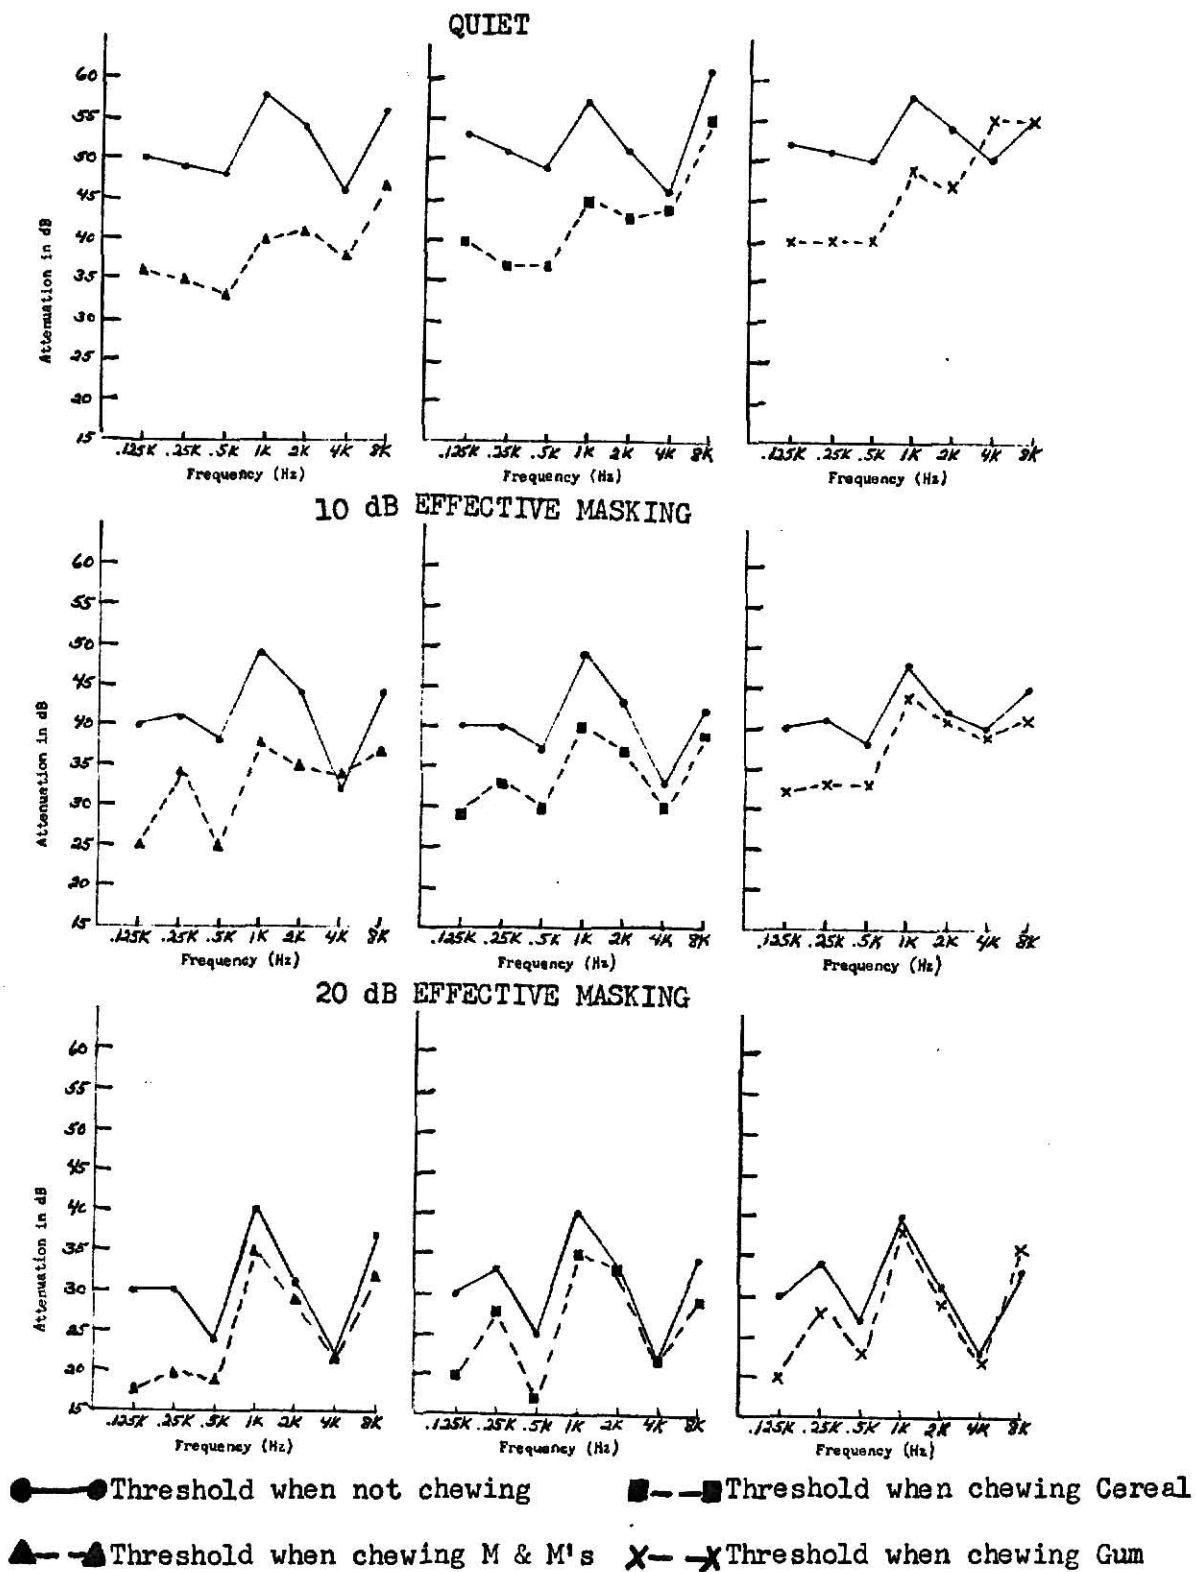 QUIET
60
55
50
45
40
35
30
25
20
15
Attenuation in dB
.125K .25K .5K 1K 2K 4K 8K
Frequency (Hz)
.125K .25K .5K 1K 2K 4K 8K
Frequency (Hz)
.125K .25K .5K 1K 2K 4K 8K
Frequency (Hz)
10 dB EFFECTIVE MASKING
60
55
50
45
40
35
30
25
20
15
Attenuation in dB
.125K .25K .5K 1K 2K 4K 8K
Frequency (Hz)
.125K .25K .5K 1K 2K 4K 8K
Frequency (Hz)
.125K .25K .5K 1K 2K 4K 8K
Frequency (Hz)
20 dB EFFECTIVE MASKING
60
55
50
45
40
35
30
25
20
15
Attenuation in dB
.125K .25K .5K 1K 2K 4K 8K
Frequency (Hz)
.125K .25K .5K 1K 2K 4K 8K
Frequency (Hz)
.125K .25K .5K 1K 2K 4K 8K
Frequency (Hz)
Threshold when not chewing
Threshold when chewing Cereal
Threshold when chewing M & M's
Threshold when chewing Gum